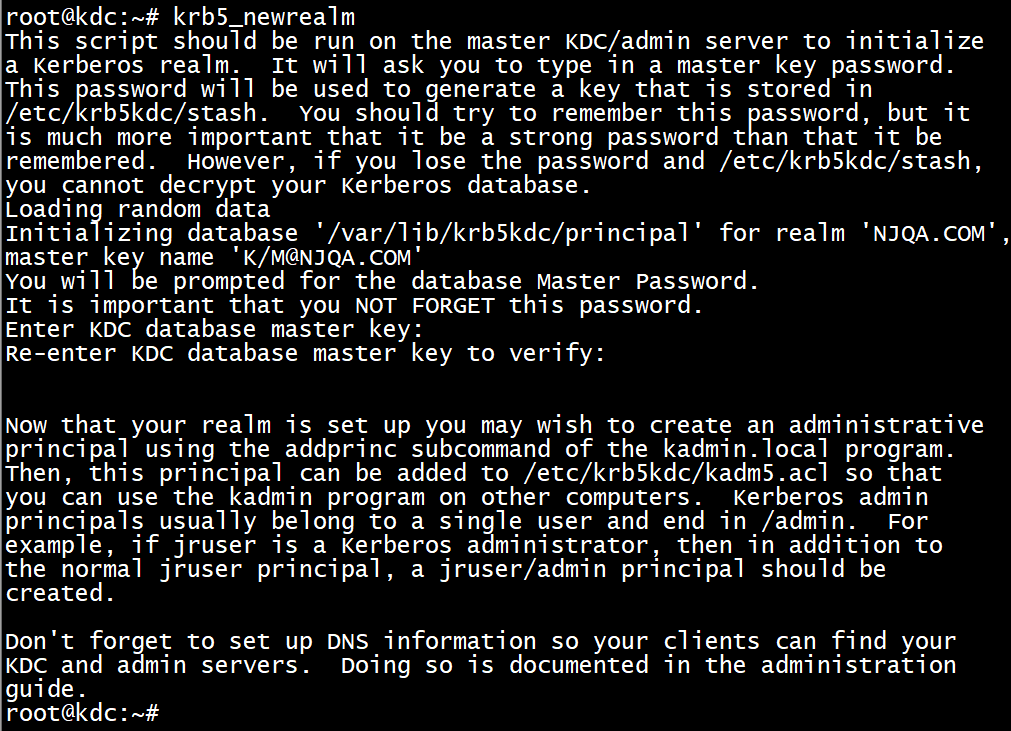 root@kdc:~# krb5_newrealm
This script should be run on the master KDC/admin server to initialize
a Kerberos realm.  It will ask you to type in a master key password.
This password will be used to generate a key that is stored in
/etc/krb5kdc/stash.  You should try to remember this password, but it
is much more important that it be a strong password than that it be
remembered.  However, if you lose the password and /etc/krb5kdc/stash,
you cannot decrypt your Kerberos database.
Loading random data
Initializing database '/var/lib/krb5kdc/principal' for realm 'NJQA.COM',
master key name 'K/M@NJQA.COM'
You will be prompted for the database Master Password.
It is important that you NOT FORGET this password.
Enter KDC database master key:
Re-enter KDC database master key to verify:
Now that your realm is set up you may wish to create an administrative
principal using the addprinc subcommand of the kadmin.local program.
Then, this principal can be added to /etc/krb5kdc/kadm5.acl so that
you can use the kadmin program on other computers.  Kerberos admin
principals usually belong to a single user and end in /admin.  For
example, if jruser is a Kerberos administrator, then in addition to
the normal jruser principal, a jruser/admin principal should be
created.
Don't forget to set up DNS information so your clients can find your
KDC and admin servers.  Doing so is documented in the administration
guide.
root@kdc:~#